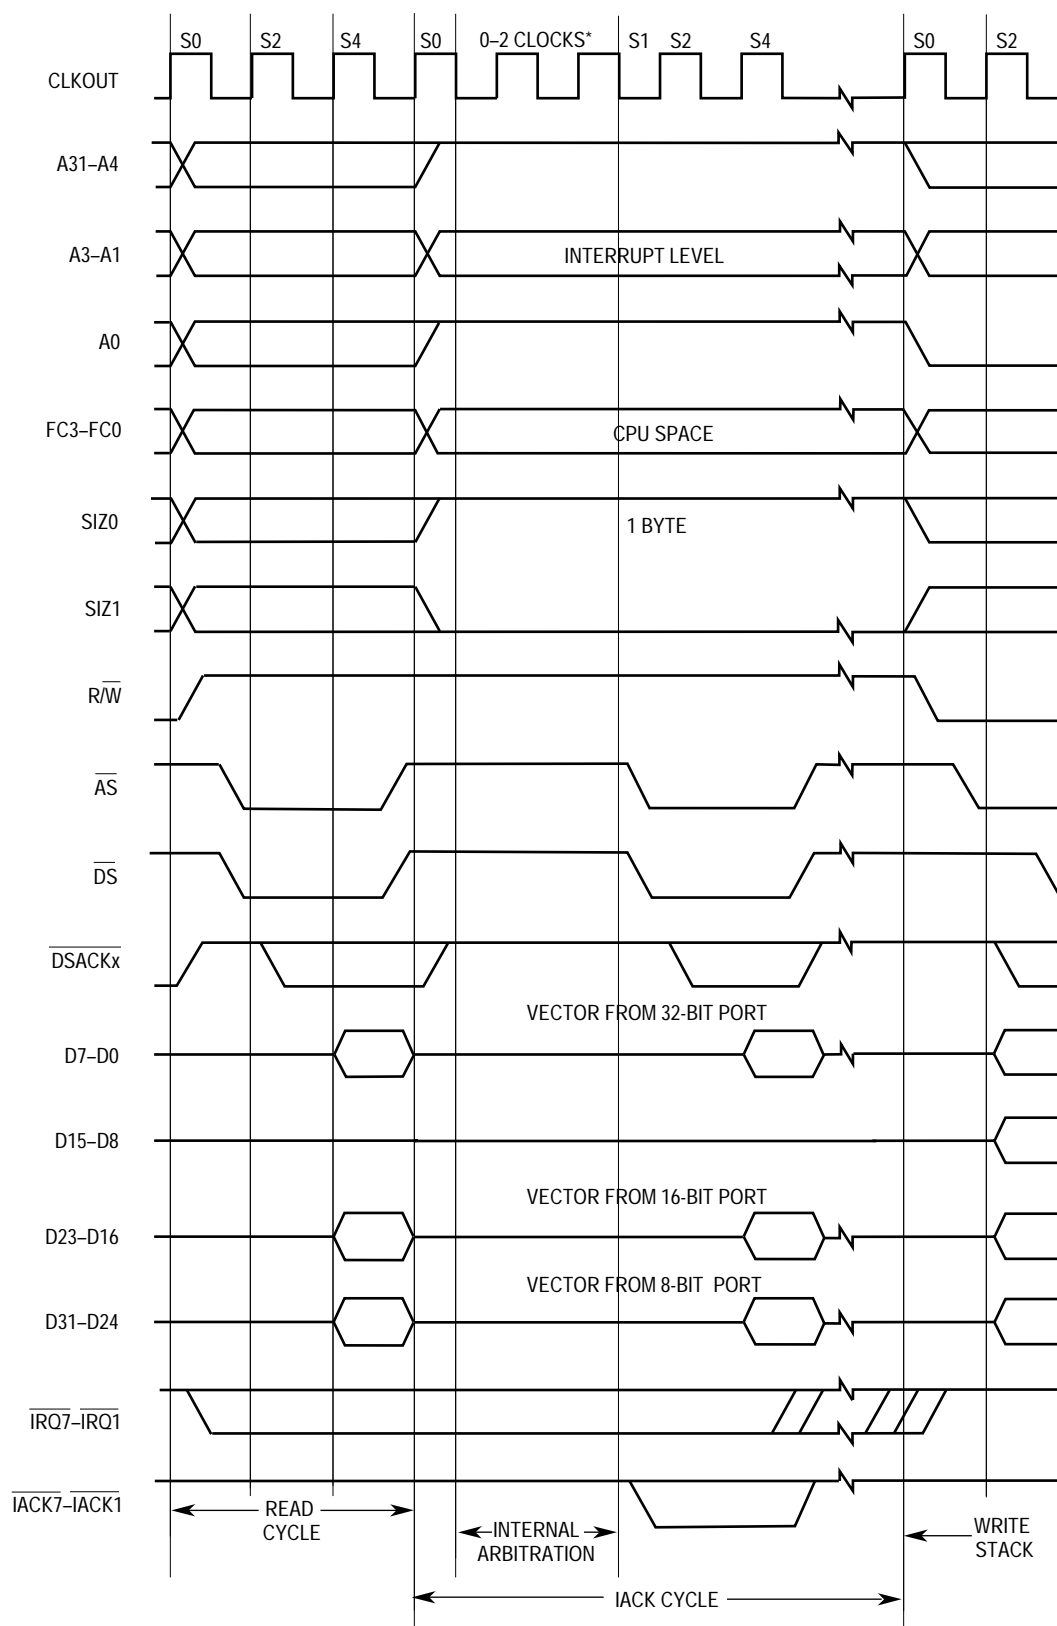 S0 S2 S4 S0 0–2 CLOCKS* S1 S2 S4 S0 S2
CLKOUT
A31–A4
A3–A1 INTERRUPT LEVEL
A0
FC3–FC0 CPU SPACE
SIZ0 1 BYTE
SIZ1
R/W
AS
DS
DSACKx
VECTOR FROM 32-BIT PORT
D7–D0
D15–D8
VECTOR FROM 16-BIT PORT
D23–D16
VECTOR FROM 8-BIT PORT
D31–D24
IRQ7–IRQ1
IACK7–IACK1
READ
CYCLE
INTERNAL
ARBITRATION
WRITE
STACK
IACK CYCLE